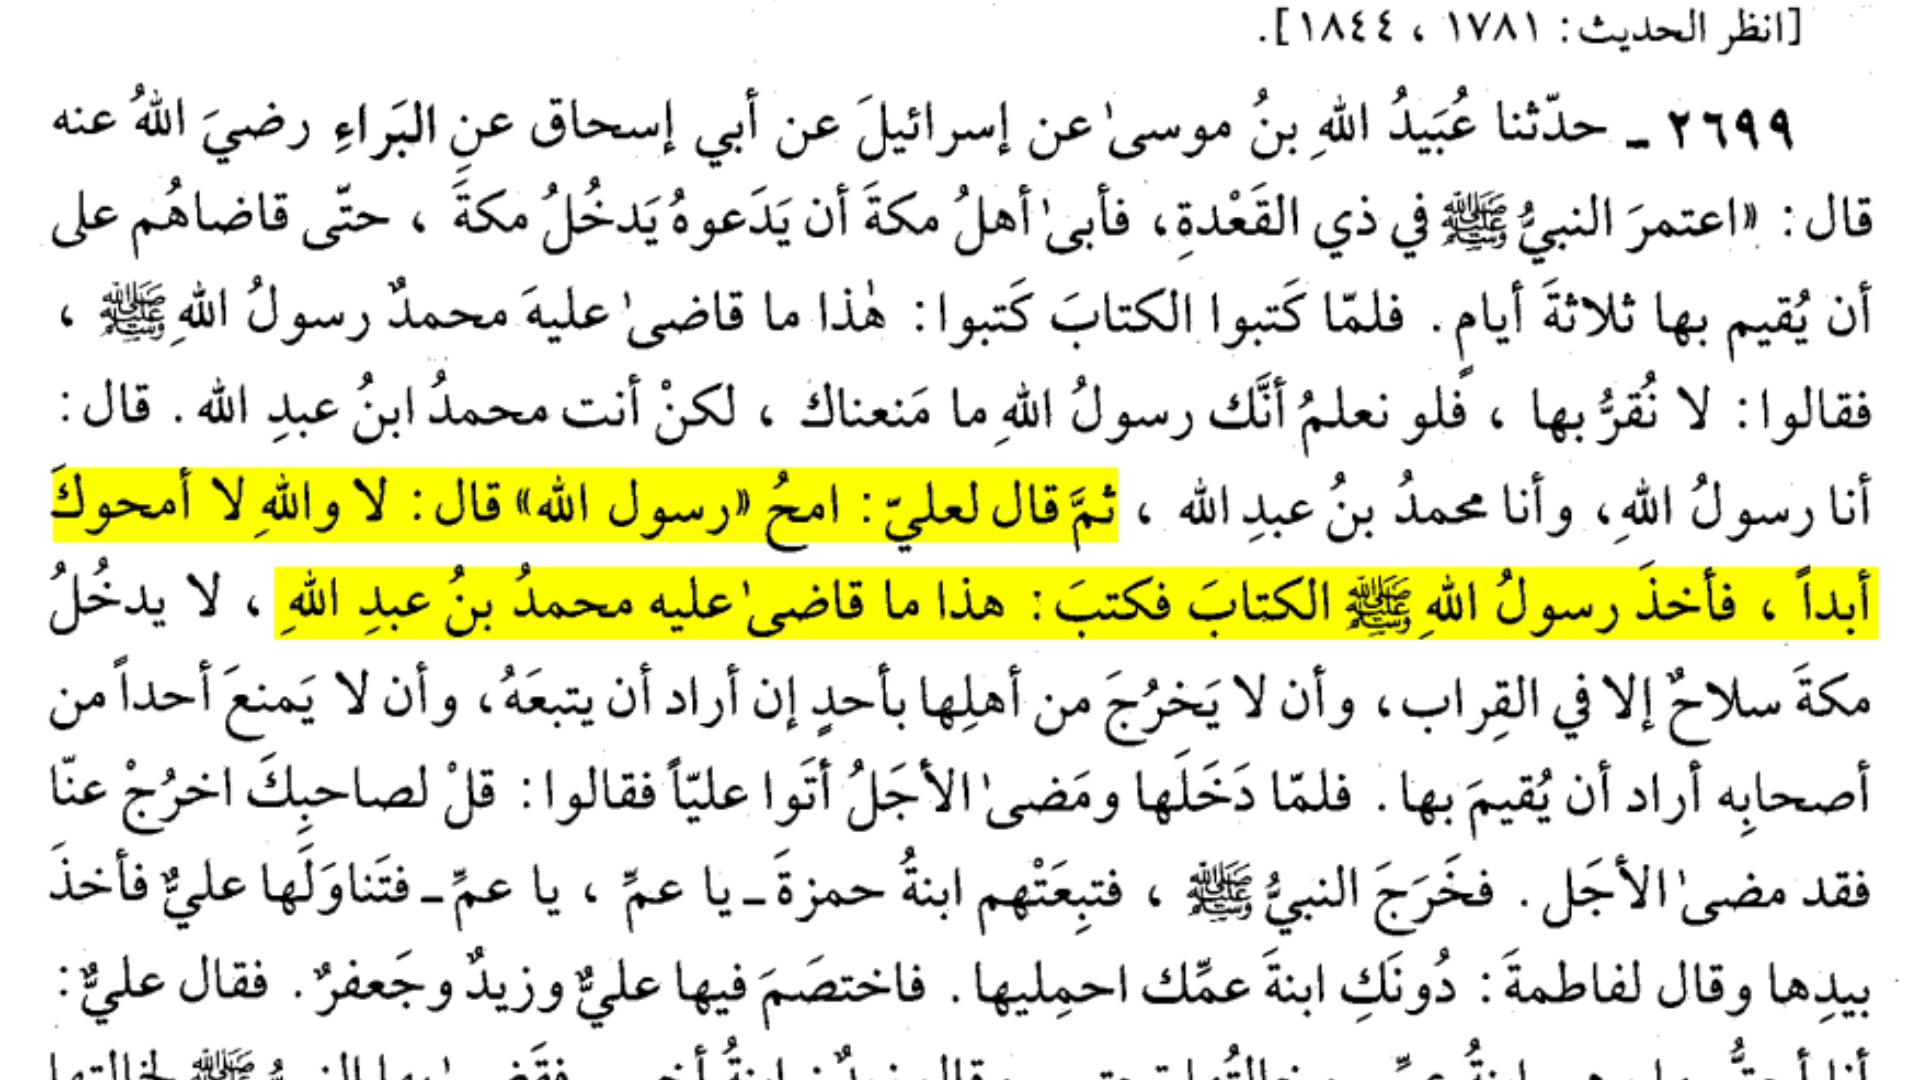 [انظر الحديث: ١٧٨١ ، ١٨٤٤].
٢٦٩٩ ـ حدّثنا عُبَيدُ اللهِ بنُ موسىٰ عن إسرائيلَ عن أبي إسحاق عنِ البَراءِ رضيَ اللهُ عنه
قال: «اعتمرَ النبيُّ ﷺ في ذي القَعْدةِ، فأبىٰ أهلُ مكةَ أن يَدَعوهُ يَدخُلُ مكةَ ، حتّى قاضاهُم على
أن يُقيم بها ثلاثةَ أيامٍ. فلمّا كَتبوا الكتابَ كَتبوا: هٰذا ما قاضىٰ عليهَ محمدٌ رسولُ اللهِ ﷺ ،
فقالوا: لا نُقرُّ بها ، فلو نعلمُ أنَّك رسولُ اللهِ ما مَنعناك ، لكنْ أنت محمدُ ابنُ عبدِ الله. قال:
أنا رسولُ اللهِ، وأنا محمدُ بنُ عبدِ الله ، ثمَّ قال لعليّ: امحُ «رسول الله» قال: لا واللهِ لا أمحوكَ
أبداً ، فأخذَ رسولُ اللهِ ﷺ الكتابَ فكتبَ: هذا ما قاضىٰ عليه محمدُ بنُ عبدِ اللهِ ، لا يدخُلُ
مكةَ سلاحٌ إلا في القِراب، وأن لا يَخرُجَ من أهلِها بأحدٍ إن أراد أن يتبعَهُ، وأن لا يَمنعَ أحداً من
أصحابِه أراد أن يُقيمَ بها. فلمّا دَخَلَها ومَضىٰ الأجَلُ أتَوا عليّاً فقالوا: قلْ لصاحبِكَ اخرُجْ عنّا
فقد مضىٰ الأجَل. فخَرَجَ النبيُّ ﷺ ، فتبِعَتْهم ابنةُ حمزةَ ـ يا عمِّ ، يا عمِّ ـ فتَناوَلَها عليٌّ فأخذَ
بيدِها وقال لفاطمةَ: دُونَكِ ابنةَ عمِّك احمِليها. فاختصَمَ فيها عليٌّ وزيدٌ وجَعفرٌ. فقال عليٌّ: